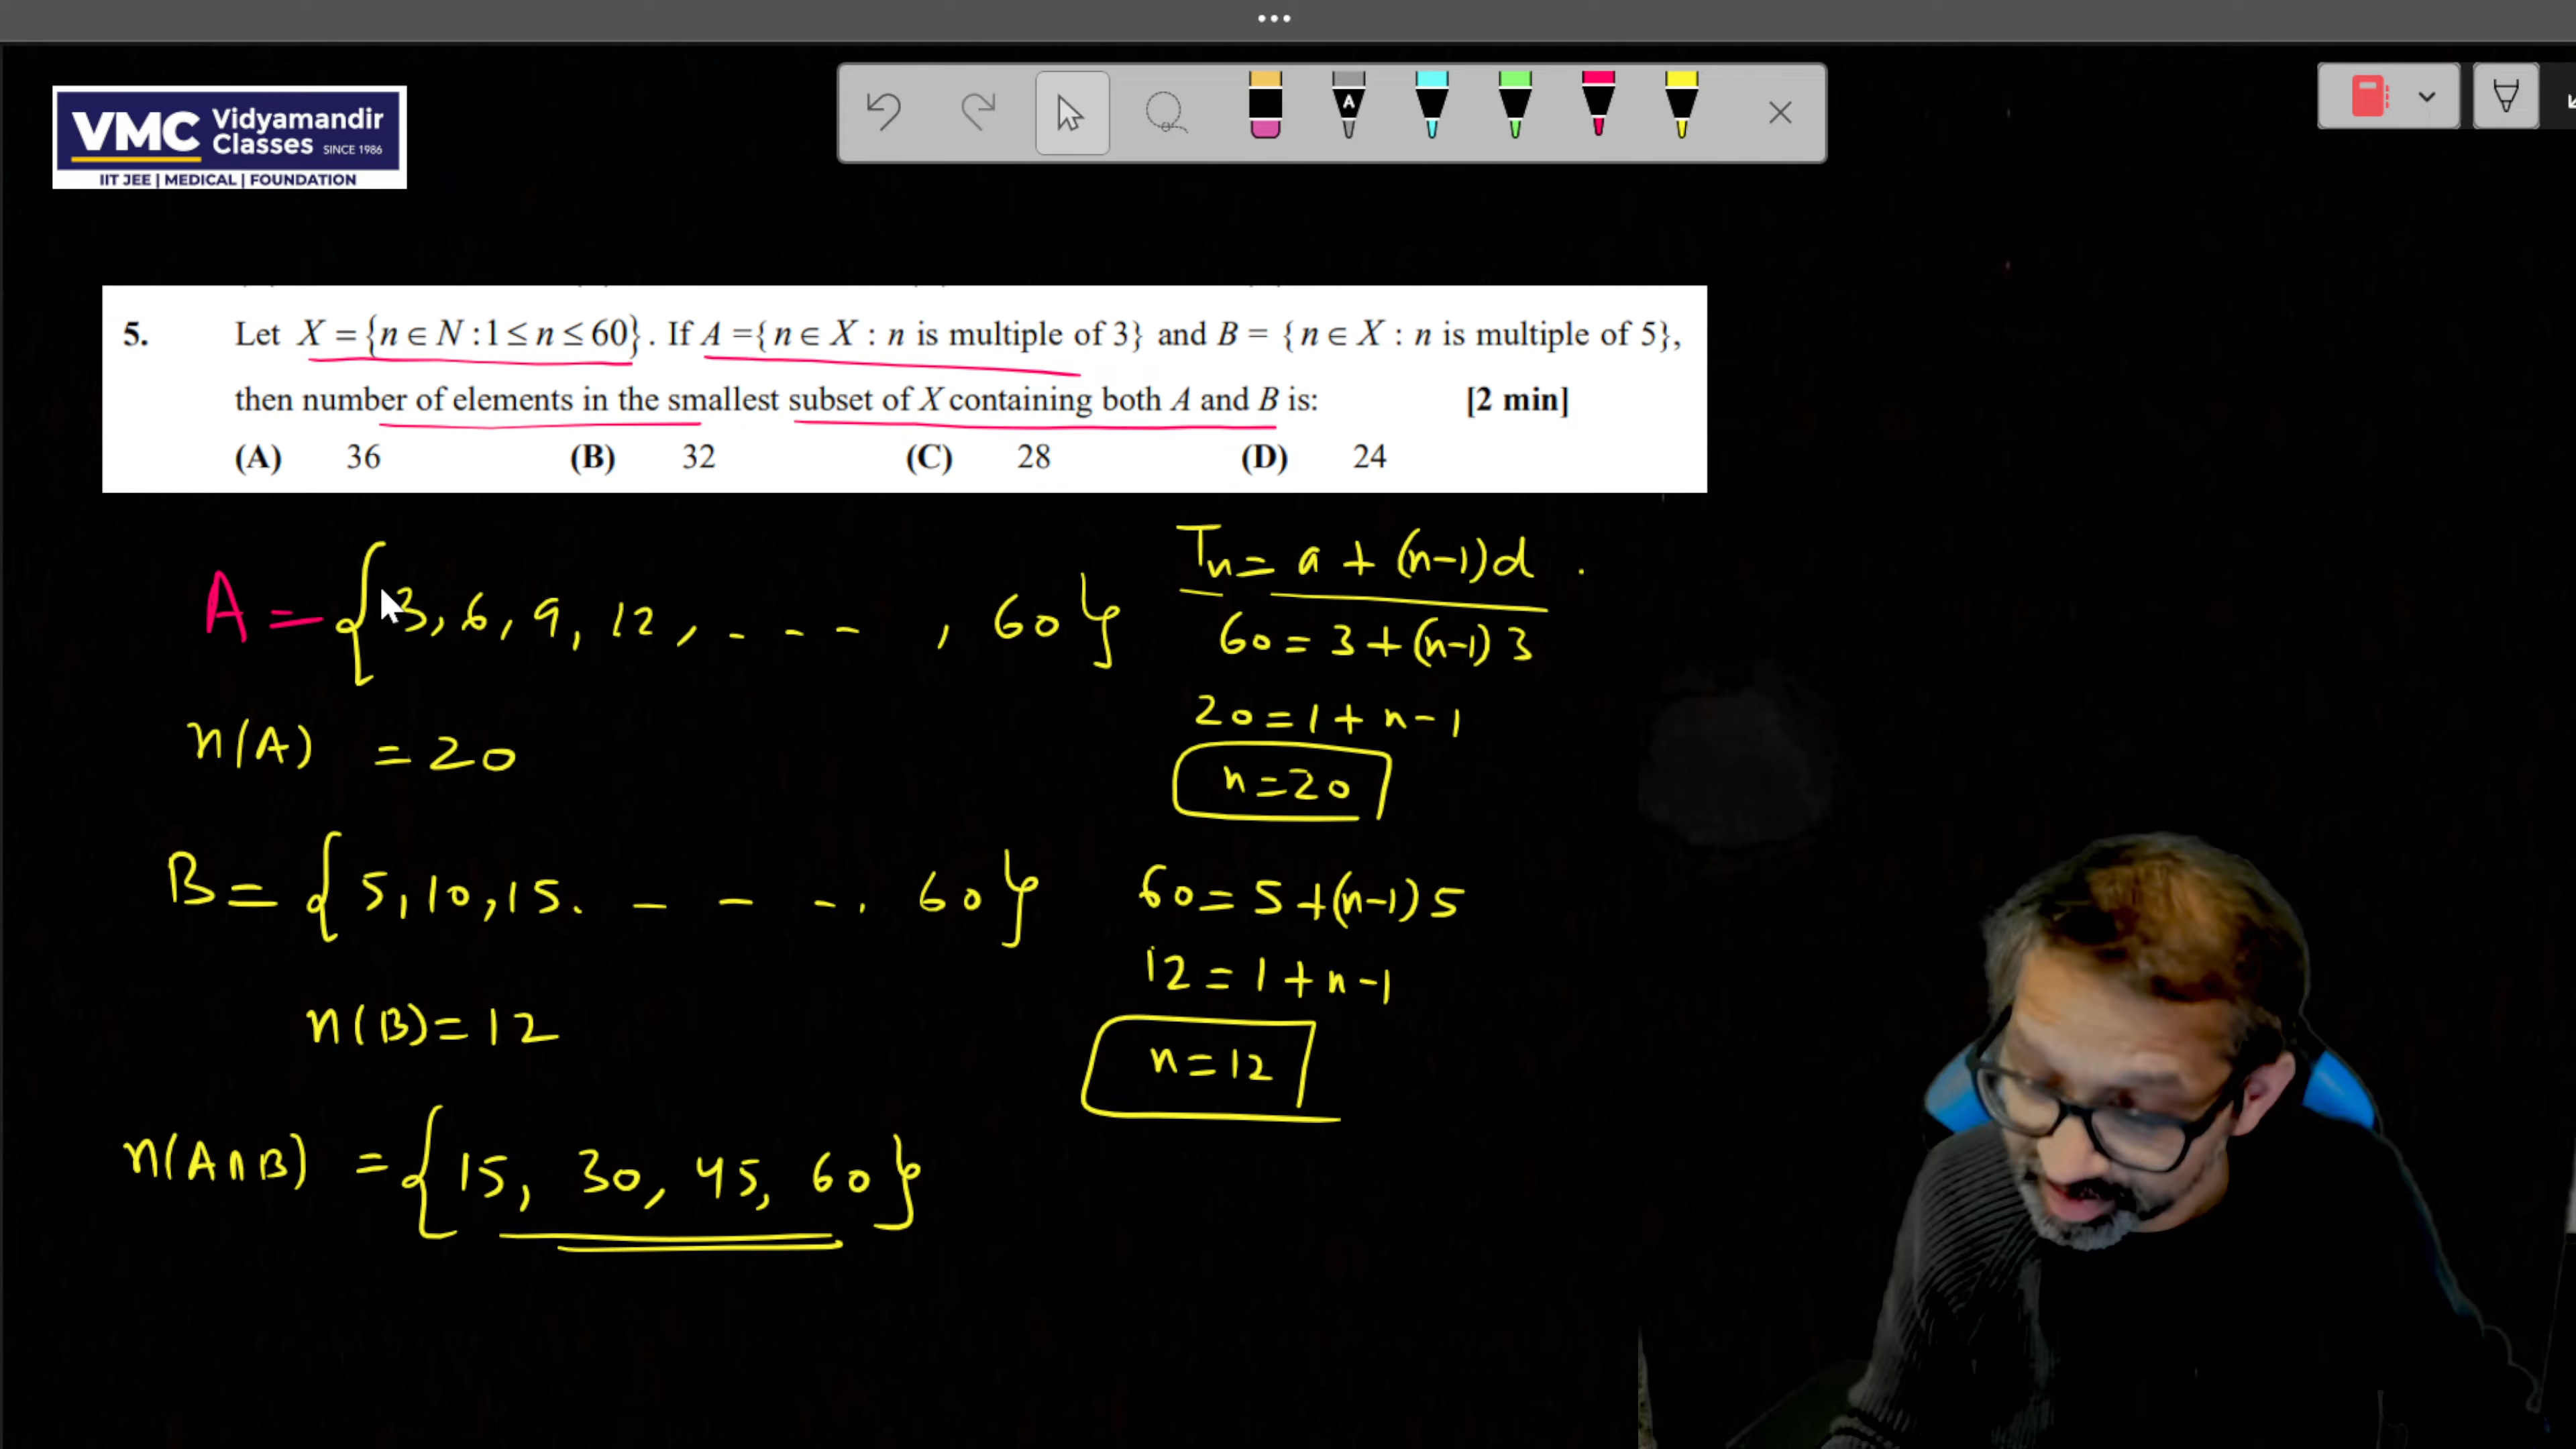 VMC Vidyamandir Classes SINCE 1986
IIT JEE | MEDICAL | FOUNDATION
A
5. Let X = {n ∈ N : 1 ≤ n ≤ 60}. If A = {n ∈ X : n is multiple of 3} and B = {n ∈ X : n is multiple of 5},
then number of elements in the smallest subset of X containing both A and B is: [2 min]
(A) 36 (B) 32 (C) 28 (D) 24
A = {3, 6, 9, 12, - - - , 60}
n(A) = 20
B = {5, 10, 15. - - - . 60}
n(B) = 12
n(A∩B) = {15, 30, 45, 60}
Tn = a + (n-1)d .
60 = 3 + (n-1) 3
20 = 1 + n - 1
n = 20
60 = 5 + (n-1) 5
12 = 1 + n - 1
n = 12